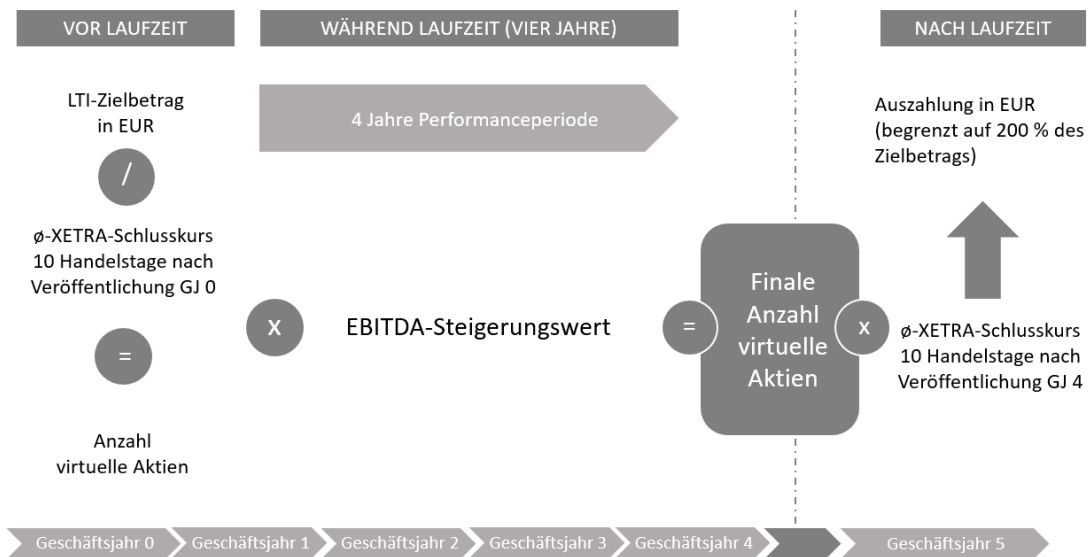 VOR LAUFZEIT
WÄHREND LAUFZEIT (VIER JAHRE)
NACH LAUFZEIT
LTI-Zielbetrag
in EUR
/
ø-XETRA-Schlusskurs
10 Handelstage nach
Veröffentlichung GJ 0
=
Anzahl
virtuelle Aktien
4 Jahre Performanceperiode
x
EBITDA-Steigerungswert
=
Finale
Anzahl
virtuelle
Aktien
x
Auszahlung in EUR
(begrenzt auf 200 % des
Zielbetrags)
ø-XETRA-Schlusskurs
10 Handelstage nach
Veröffentlichung GJ 4
Geschäftsjahr 0
Geschäftsjahr 1
Geschäftsjahr 2
Geschäftsjahr 3
Geschäftsjahr 4
Geschäftsjahr 5